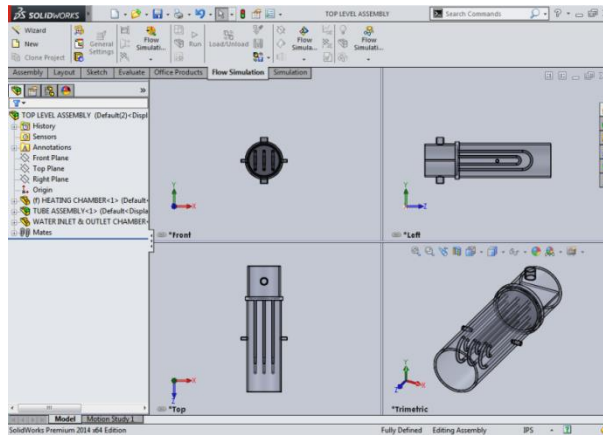 SOLIDWORKS
TOP LEVEL ASSEMBLY
Search Commands
Wizard
New
Clone Project
General Settings
Flow Simulati...
Run
Load/Unload
Flow Simula...
Flow Simulati...
Assembly Layout Sketch Evaluate Office Products Flow Simulation Simulation
TOP LEVEL ASSEMBLY (Default(2)<Displ
History
Sensors
Annotations
Front Plane
Top Plane
Right Plane
Origin
(f) HEATING CHAMBER<1> (Default
TUBE ASSEMBLY<1> (Default<Displa
WATER INLET & OUTLET CHAMBER
Mates
Y
X
*Front
Y
Z
*Left
X
Z
*Top
Y
X
Z
*Trimetric
Model Motion Study 1
SolidWorks Premium 2014 x64 Edition
Fully Defined Editing Assembly IPS